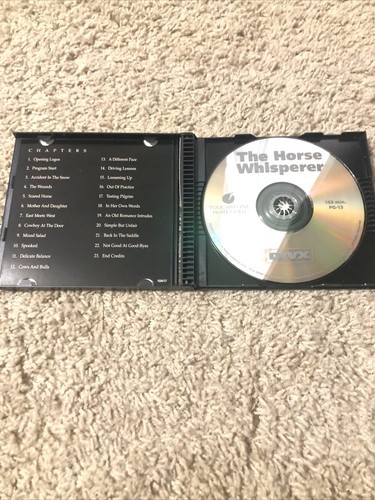 CHAPTERS
1. Opening Logos
2. Program Start
3. Accident In The Snow
4. The Wounds
5. Scared Horse
6. Mother And Daughter
7. East Meets West
8. Cowboy At The Door
9. Mixed Salad
10. Spooked
11. Delicate Balance
12. Cows And Bulls
13. A Different Face
14. Driving Lessons
15. Loosening Up
16. Out Of Practice
17. Testing Pilgrim
18. In Her Own Words
19. An Old Romance Intrudes
20. Simple But Unfair
21. Back In The Saddle
22. Not Good At Good-Byes
23. End Credits
The Horse
Whisperer
TOUCHSTONE
HOME VIDEO
163 min.
PG-13
DIVX